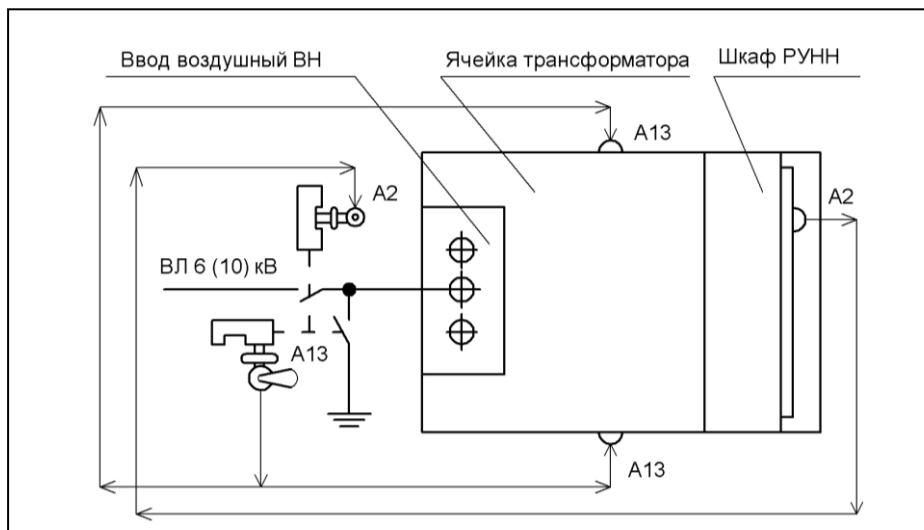 Ввод воздушный ВН
Ячейка трансформатора
Шкаф РУНН
А13
А2
А2
ВЛ 6 (10) кВ
А13
А13